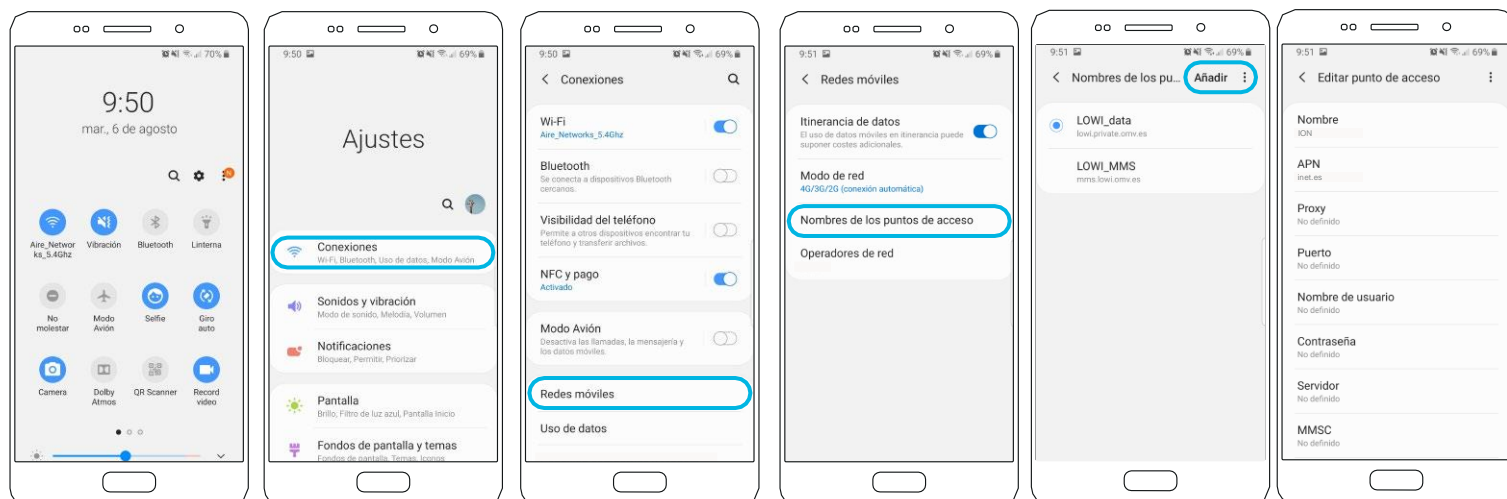 70%
9:50
mar., 6 de agosto
N
Aire_Networ
ks_5.4Ghz
Vibración
Bluetooth
Linterna
No
molestar
Modo
Avión
Selfie
Giro
auto
Camera
Dolby
Atmos
QR Scanner
Record
video
9:50
69%
Ajustes
Conexiones
Wi-Fi, Bluetooth, Uso de datos, Modo Avión
Sonidos y vibración
Modo de sonido, Melodía, Volumen
Notificaciones
Bloquear, Permitir, Priorizar
Pantalla
Brillo, Filtro de luz azul, Pantalla Inicio
Fondos de pantalla y temas
Fondos de pantalla, Temas, Iconos
9:50
69%
Conexiones
Wi-Fi
Aire_Networks_5.4Ghz
Bluetooth
Se conecta a dispositivos Bluetooth
cercanos.
Visibilidad del teléfono
Permite a otros dispositivos encontrar tu
teléfono y transferir archivos.
NFC y pago
Activado
Modo Avión
Desactiva las llamadas, la mensajería y
los datos móviles.
Redes móviles
Uso de datos
9:51
69%
Redes móviles
Itinerancia de datos
El uso de datos móviles en itinerancia puede
suponer costes adicionales.
Modo de red
4G/3G/2G (conexión automática)
Nombres de los puntos de acceso
Operadores de red
9:51
69%
Nombres de los pu... Añadir
LOWI_data
lowi.private.omv.es
LOWI_MMS
mms.lowi.omv.es
9:51
69%
Editar punto de acceso
Nombre
ION
APN
inet.es
Proxy
No definido
Puerto
No definido
Nombre de usuario
No definido
Contraseña
No definido
Servidor
No definido
MMSC
No definido